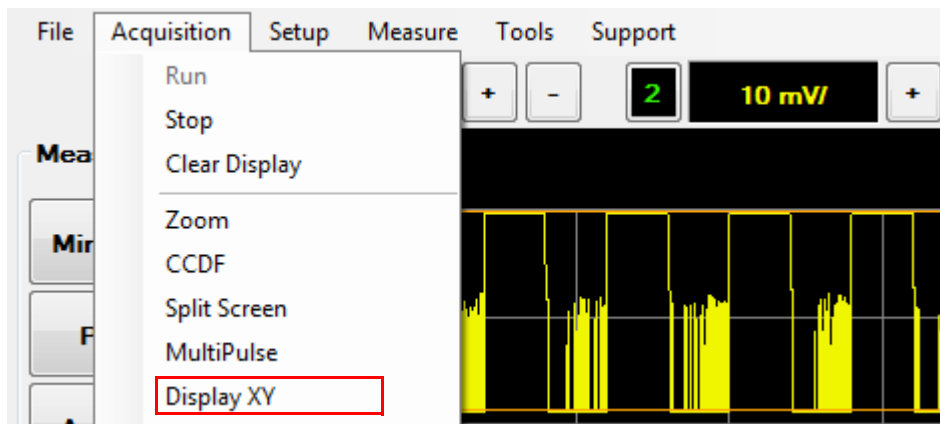 File Acquisition Setup Measure Tools Support
Run
+ - 2 10 mV/ +
Stop
Clear Display
Zoom
CCDF
Split Screen
MultiPulse
Display XY